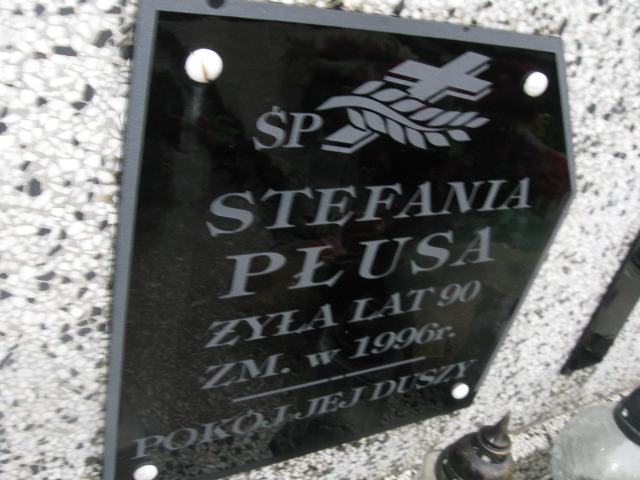 ŚP
STEFANIA
PŁUSA
ŻYŁA LAT 90
ZM. w 1996r.
POKÓJ JEJ DUSZY